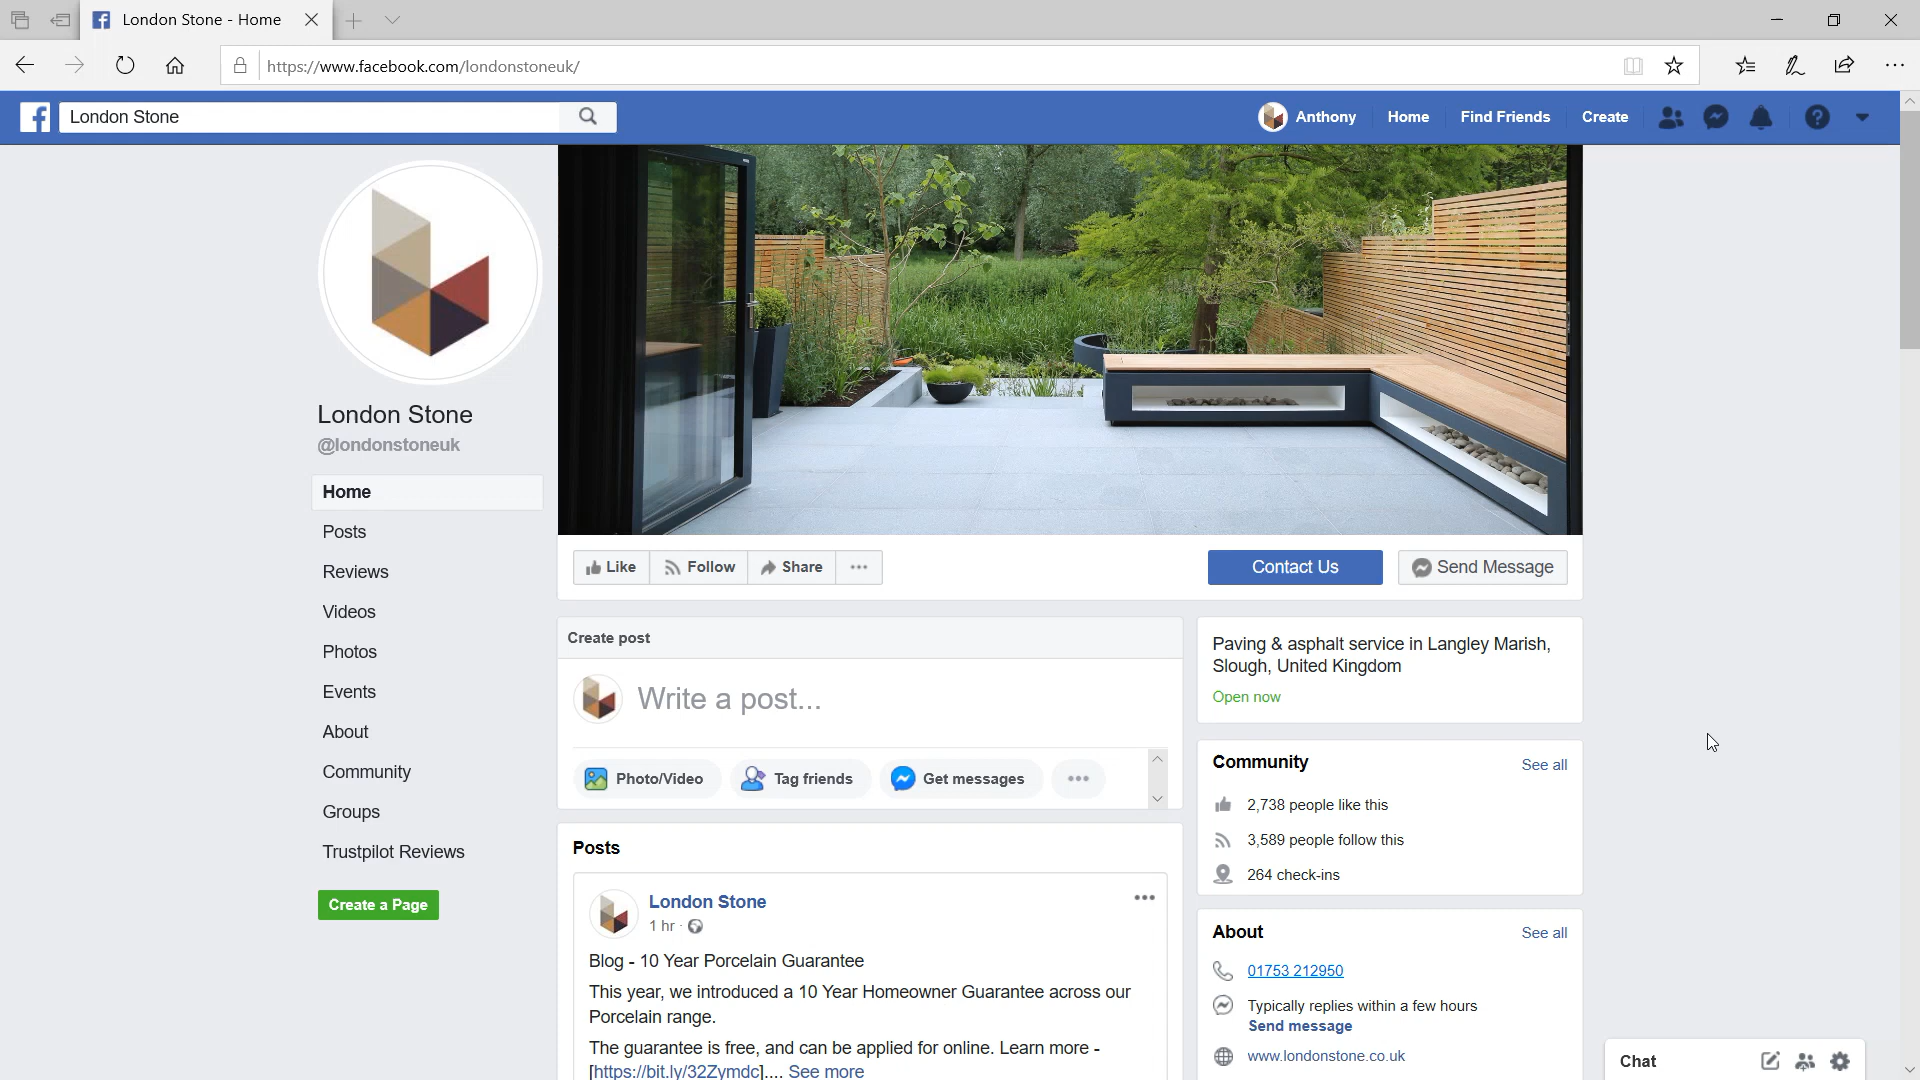 London Stone - Home
https://www.facebook.com/londonstoneuk/
London Stone
Anthony
Home
Find Friends
Create
London Stone
@londonstoneuk
Home
Posts
Reviews
Videos
Photos
Events
About
Community
Groups
Trustpilot Reviews
Create a Page
Like
Follow
Share
Contact Us
Send Message
Create post
Write a post...
Photo/Video
Tag friends
Get messages
Posts
London Stone
1 hr ·
Blog - 10 Year Porcelain Guarantee
This year, we introduced a 10 Year Homeowner Guarantee across our
Porcelain range.
The guarantee is free, and can be applied for online. Learn more -
[https://bit.ly/32Zymdc].... See more
Paving & asphalt service in Langley Marish,
Slough, United Kingdom
Open now
Community
See all
2,738 people like this
3,589 people follow this
264 check-ins
About
See all
01753 212950
Typically replies within a few hours
Send message
www.londonstone.co.uk
Chat